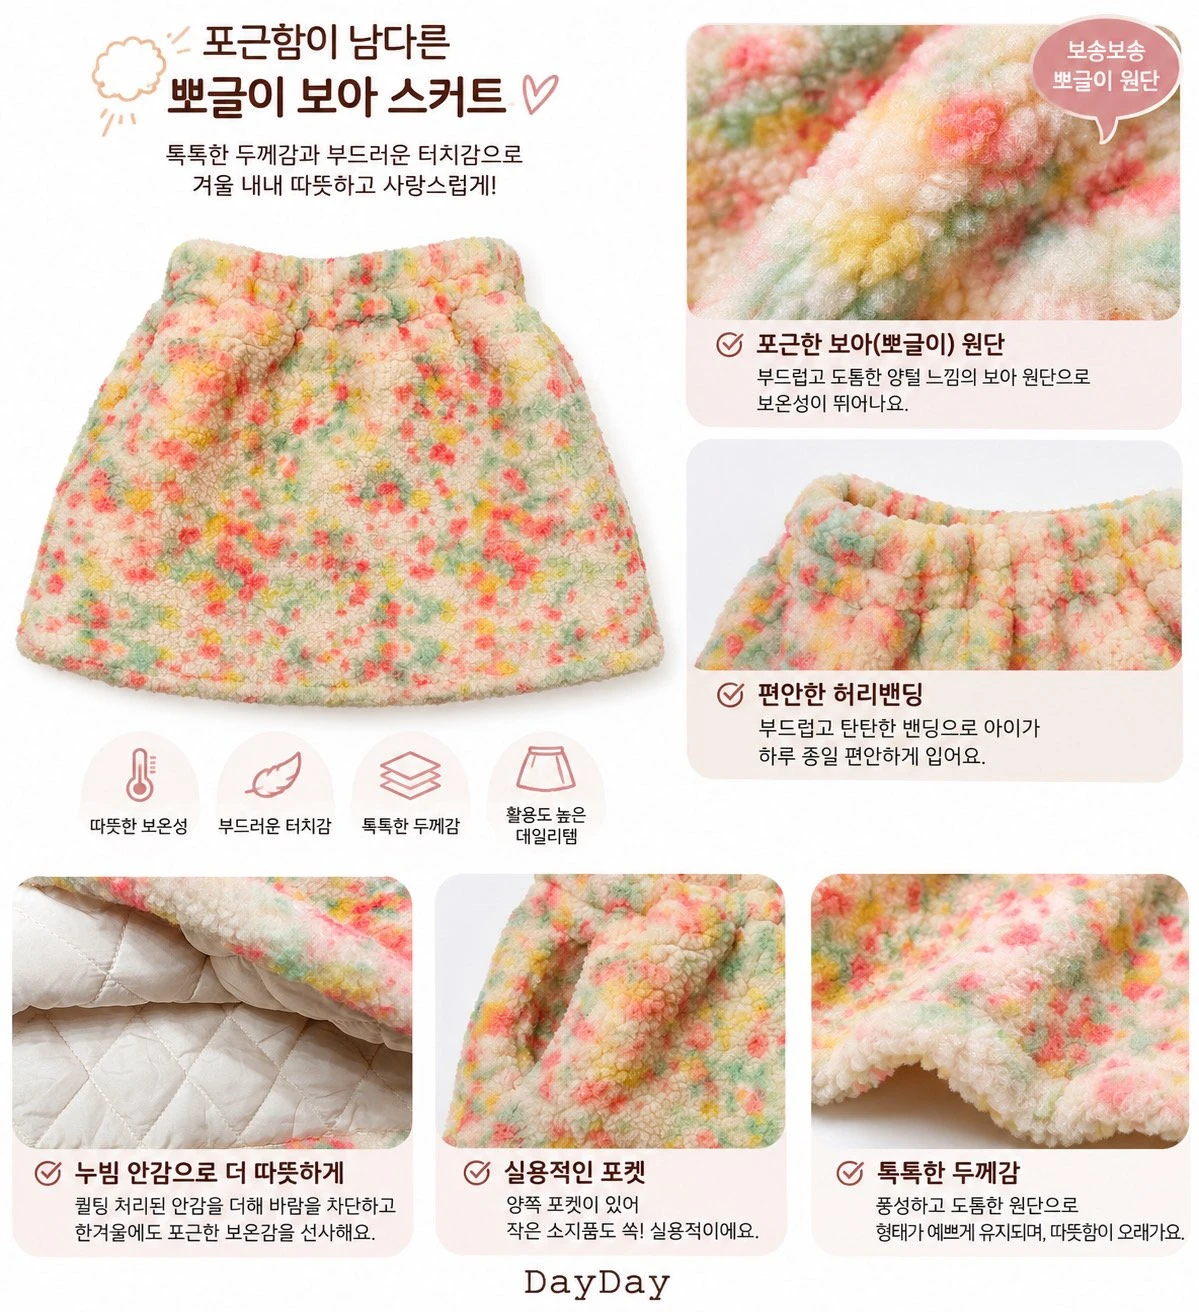 포근함이 남다른
뽀글이 보아 스커트
톡톡한 두께감과 부드러운 터치감으로
겨울 내내 따뜻하고 사랑스럽게!
보송보송
뽀글이 원단
포근한 보아(뽀글이) 원단
부드럽고 도톰한 양털 느낌의 보아 원단으로
보온성이 뛰어나요.
편안한 허리밴딩
부드럽고 탄탄한 밴딩으로 아이가
하루 종일 편안하게 입어요.
따뜻한 보온성
부드러운 터치감
톡톡한 두께감
활용도 높은
데일리템
누빔 안감으로 더 따뜻하게
퀼팅 처리된 안감을 더해 바람을 차단하고
한겨울에도 포근한 보온감을 선사해요.
실용적인 포켓
양쪽 포켓이 있어
작은 소지품도 쏙! 실용적이에요.
톡톡한 두께감
풍성하고 도톰한 원단으로
형태가 예쁘게 유지되며, 따뜻함이 오래가요.
DayDay